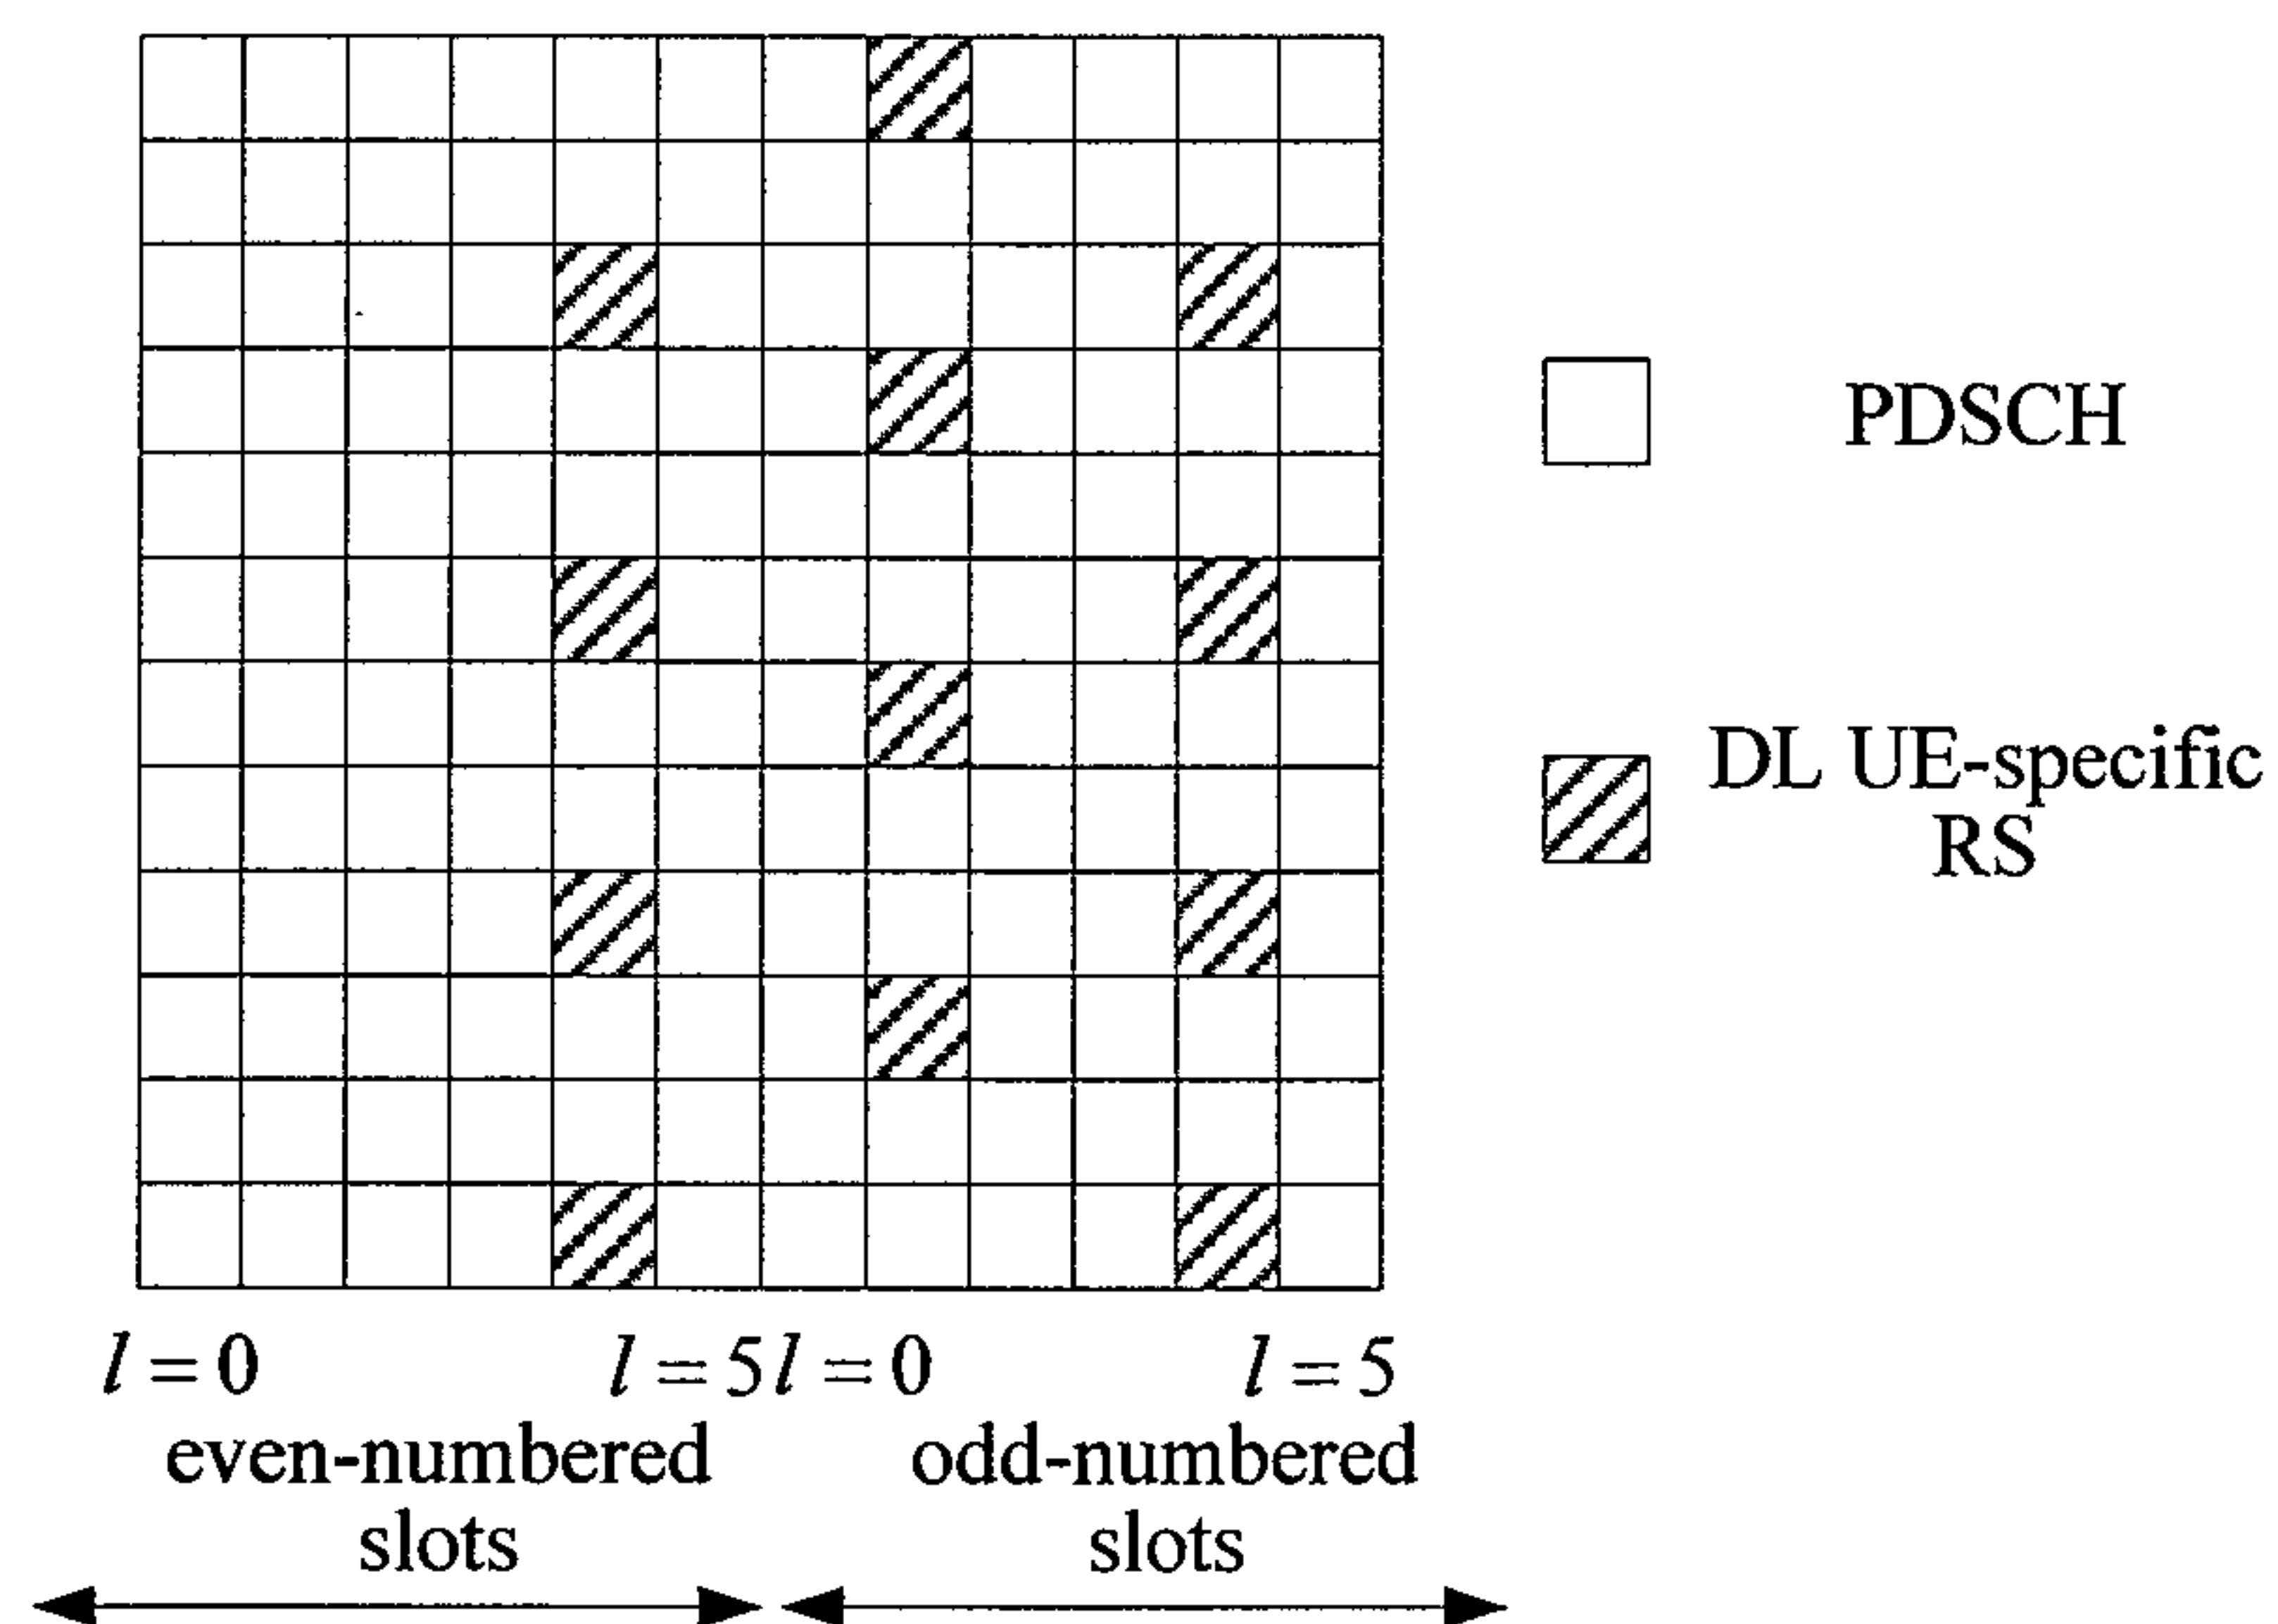 PDSCH
DL UE-specific
RS
l = 0
l = 5
l = 0
l = 5
even-numbered
slots
odd-numbered
slots